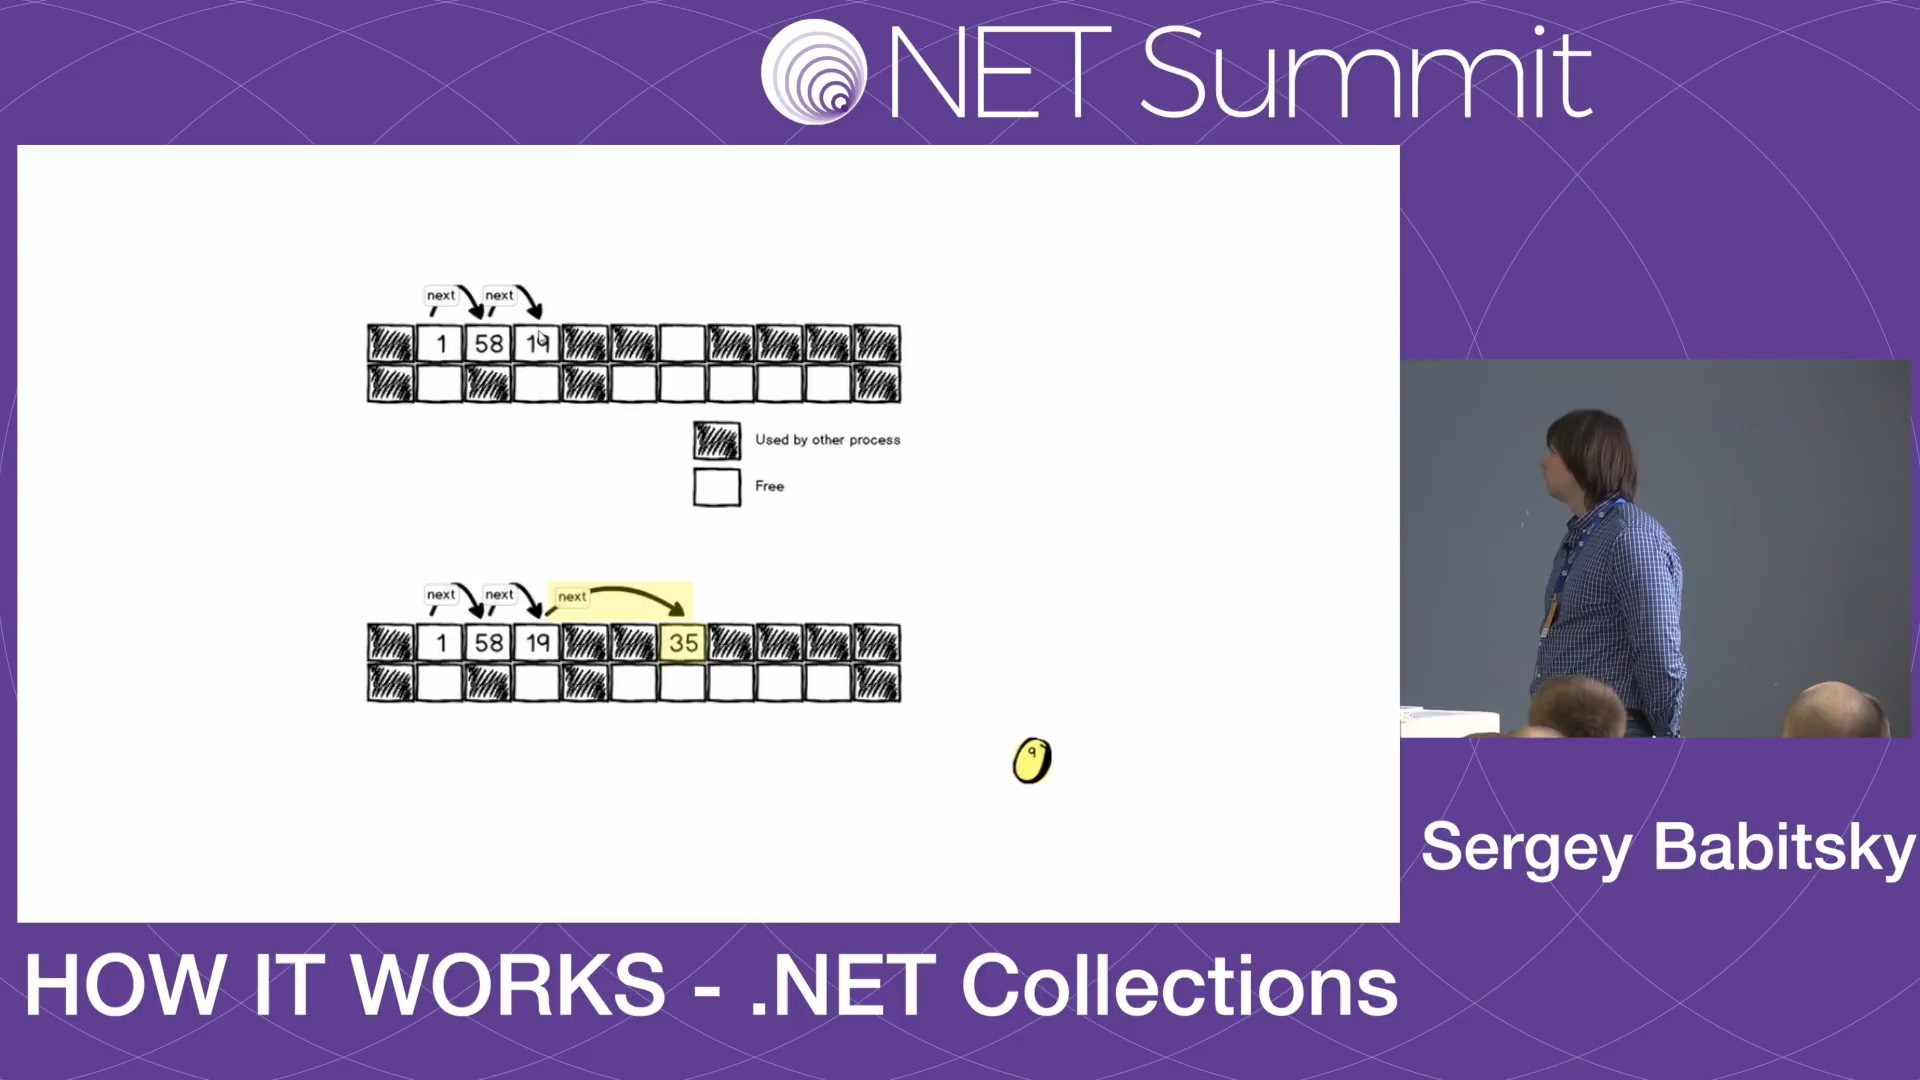 NET Summit
next next
1 58 19
Used by other process
Free
next next next
1 58 19 35
9
Sergey Babitsky
HOW IT WORKS - .NET Collections